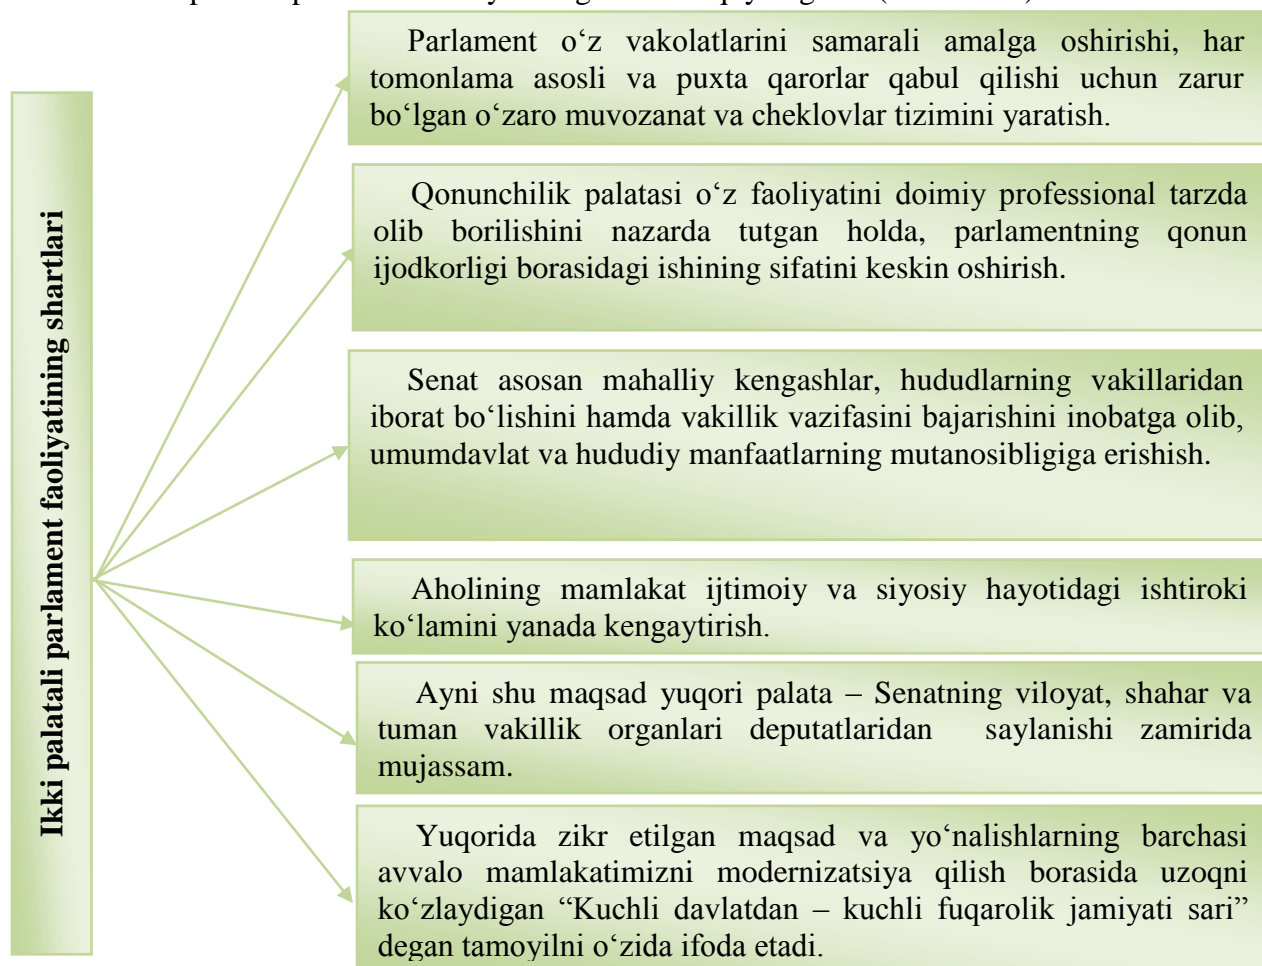 Ikki palatali parlament faoliyatining shartlari
Parlament o‘z vakolatlarini samarali amalga oshirishi, har
tomonlama asosli va puxta qarorlar qabul qilishi uchun zarur
bo‘lgan o‘zaro muvozanat va cheklovlar tizimini yaratish.
Qonunchilik palatasi o‘z faoliyatini doimiy professional tarzda
olib borilishini nazarda tutgan holda, parlamentning qonun
ijodkorligi borasidagi ishining sifatini keskin oshirish.
Senat asosan mahalliy kengashlar, hududlarning vakillaridan
iborat bo‘lishini hamda vakillik vazifasini bajarishini inobatga olib,
umumdavlat va hududiy manfaatlarning mutanosibligiga erishish.
Aholining mamlakat ijtimoiy va siyosiy hayotidagi ishtiroki
ko‘lamini yanada kengaytirish.
Ayni shu maqsad yuqori palata – Senatning viloyat, shahar va
tuman vakillik organlari deputatlaridan saylanishi zamirida
mujassam.
Yuqorida zikr etilgan maqsad va yo‘nalishlarning barchasi
avvalo mamlakatimizni modernizatsiya qilish borasida uzoqni
ko‘zlaydigan “Kuchli davlatdan – kuchli fuqarolik jamiyati sari”
degan tamoyilni o‘zida ifoda etadi.